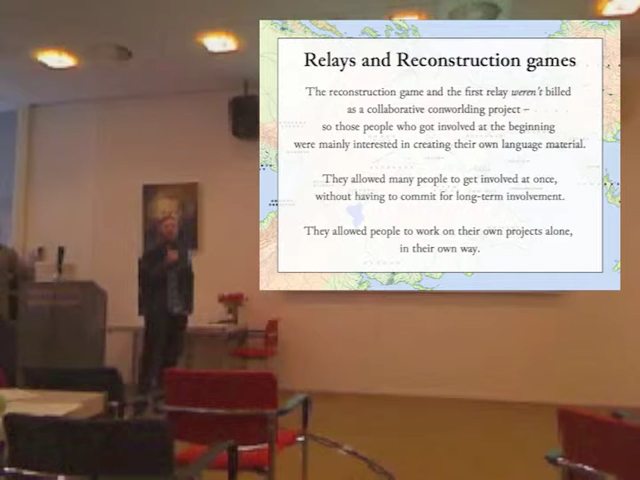 Relays and Reconstruction games
The reconstruction game and the first relay weren't billed
as a collaborative conworlding project –
so those people who got involved at the beginning
were mainly interested in creating their own language material.
They allowed many people to get involved at once,
without having to commit for long-term involvement.
They allowed people to work on their own projects alone,
in their own way.